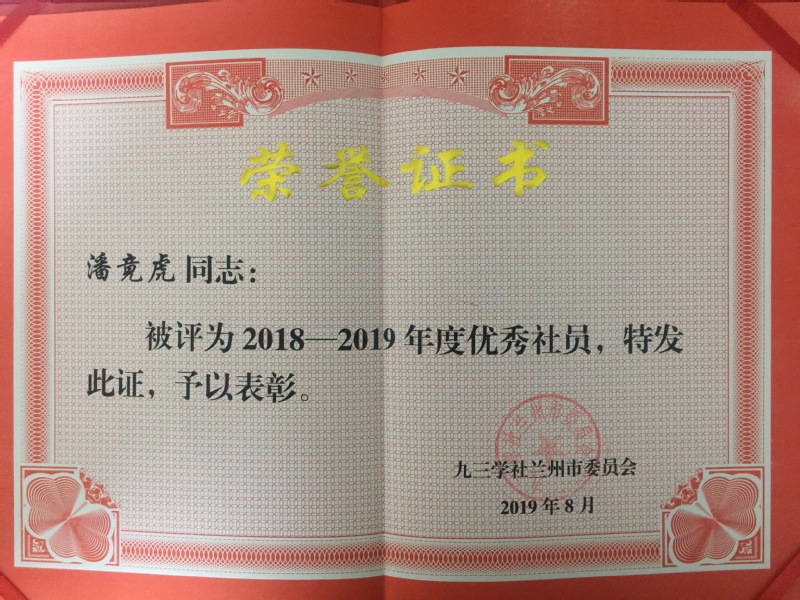 荣誉证书
潘竟虎同志：
被评为2018—2019年度优秀社员，特发
此证，予以表彰。
九三学社兰州市委员会
2019年8月